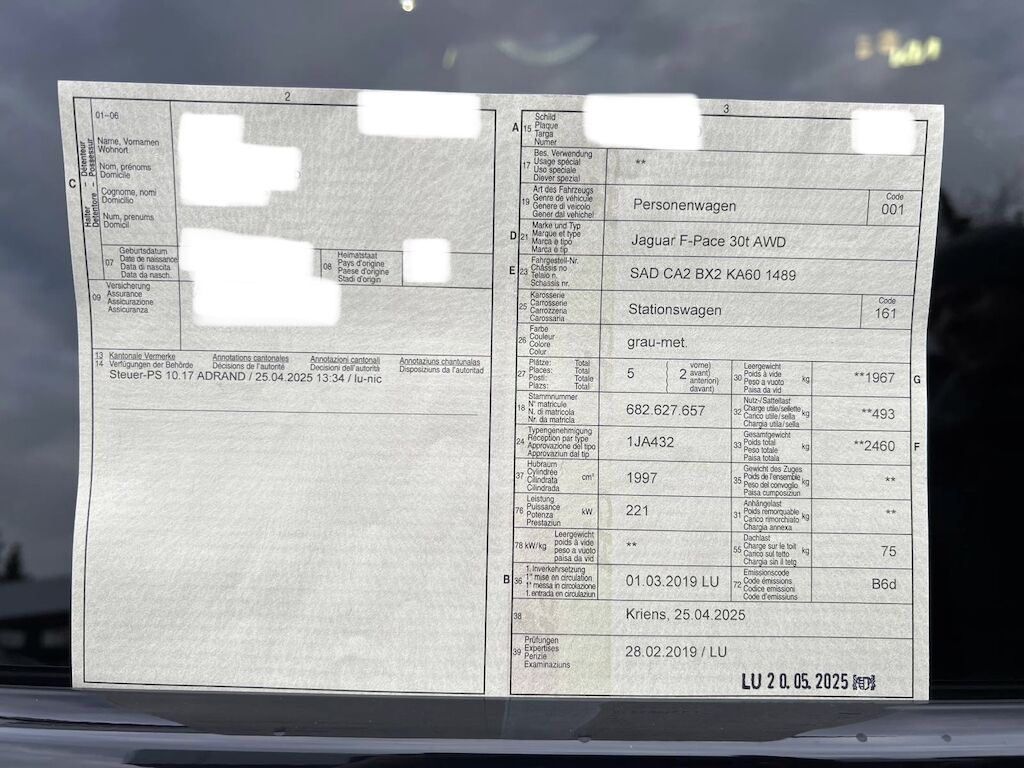 2
01-06
C
Halter — Détenteur
Detentore — Possessur
Name, Vornamen
Wohnort
Nom, prénoms
Domicile
Cognome, nomi
Domicilio
Num, prenums
Domicil
07
Geburtsdatum
Date de naissance
Data di nascita
Data da nasch.
08
Heimatstaat
Pays d'origine
Paese d'origine
Stadi d'origin
09
Versicherung
Assurance
Assicurazione
Assicuranza
13 Kantonale Vermerke Annotations cantonales Annotazioni cantonali Annotaziuns chantunalas
14 Verfügungen der Behörde Décisions de l'autorité Decisioni dell'autorità Disposiziuns da l'autoritad
Steuer-PS 10.17 ADRAND / 25.04.2025 13:34 / lu-nic
3
A 15
Schild
Plaque
Targa
Numer
17
Bes. Verwendung
Usage spécial
Uso speciale
Diever spezial
**
19
Art des Fahrzeugs
Genre de véhicule
Genere di veicolo
Gener dal vehichel
Personenwagen
Code
001
D 21
Marke und Typ
Marque et type
Marca e tipo
Marca e tip
Jaguar F-Pace 30t AWD
E 23
Fahrgestell-Nr.
Châssis no
Telaio n.
Schassis nr.
SAD CA2 BX2 KA60 1489
25
Karosserie
Carrosserie
Carrozzeria
Carossaria
Stationswagen
Code
161
26
Farbe
Couleur
Colore
Colur
grau-met.
27
Plätze: Total
Places: Total
Posti: Totale
Plazs: Total
5
2
vorne)
avant)
anteriori)
davant)
30
Leergewicht
Poids à vide
Peso a vuoto
Paisa da vid
kg
**1967
G
18
Stammnummer
N° matricule
N. di matricola
Nr. da matricla
682.627.657
32
Nutz-/Sattellast
Charge utile/sellette
Carico utile/sella
Chargia utila/sella
kg
**493
24
Typengenehmigung
Réception par type
Approvazione del tipo
Approvaziun dal tip
1JA432
33
Gesamtgewicht
Poids total
Peso totale
Paisa totala
kg
**2460
F
37
Hubraum
Cylindrée
Cilindrata
Cilindrada
cm³
1997
35
Gewicht des Zuges
Poids de l'ensemble
Peso del convoglio
Paisa cumposiziun
kg
**
76
Leistung
Puissance
Potenza
Prestaziun
kW
221
31
Anhängelast
Poids remorquable
Carico rimorchiato
Chargia annexa
kg
**
78 kW/kg
Leergewicht
poids à vide
peso a vuoto
paisa da vid
**
55
Dachlast
Charge sur le toit
Carico sul tetto
Chargia sin il tetg
kg
75
B 36
1. Inverkehrsetzung
1re mise en circulation
1a messa in circolazione
1. entrada en circulaziun
01.03.2019 LU
72
Emissionscode
Code émissions
Codice emissioni
Code d'emissiuns
B6d
38
Kriens, 25.04.2025
39
Prüfungen
Expertises
Perizie
Examinaziuns
28.02.2019 / LU
LU 20.05.2025